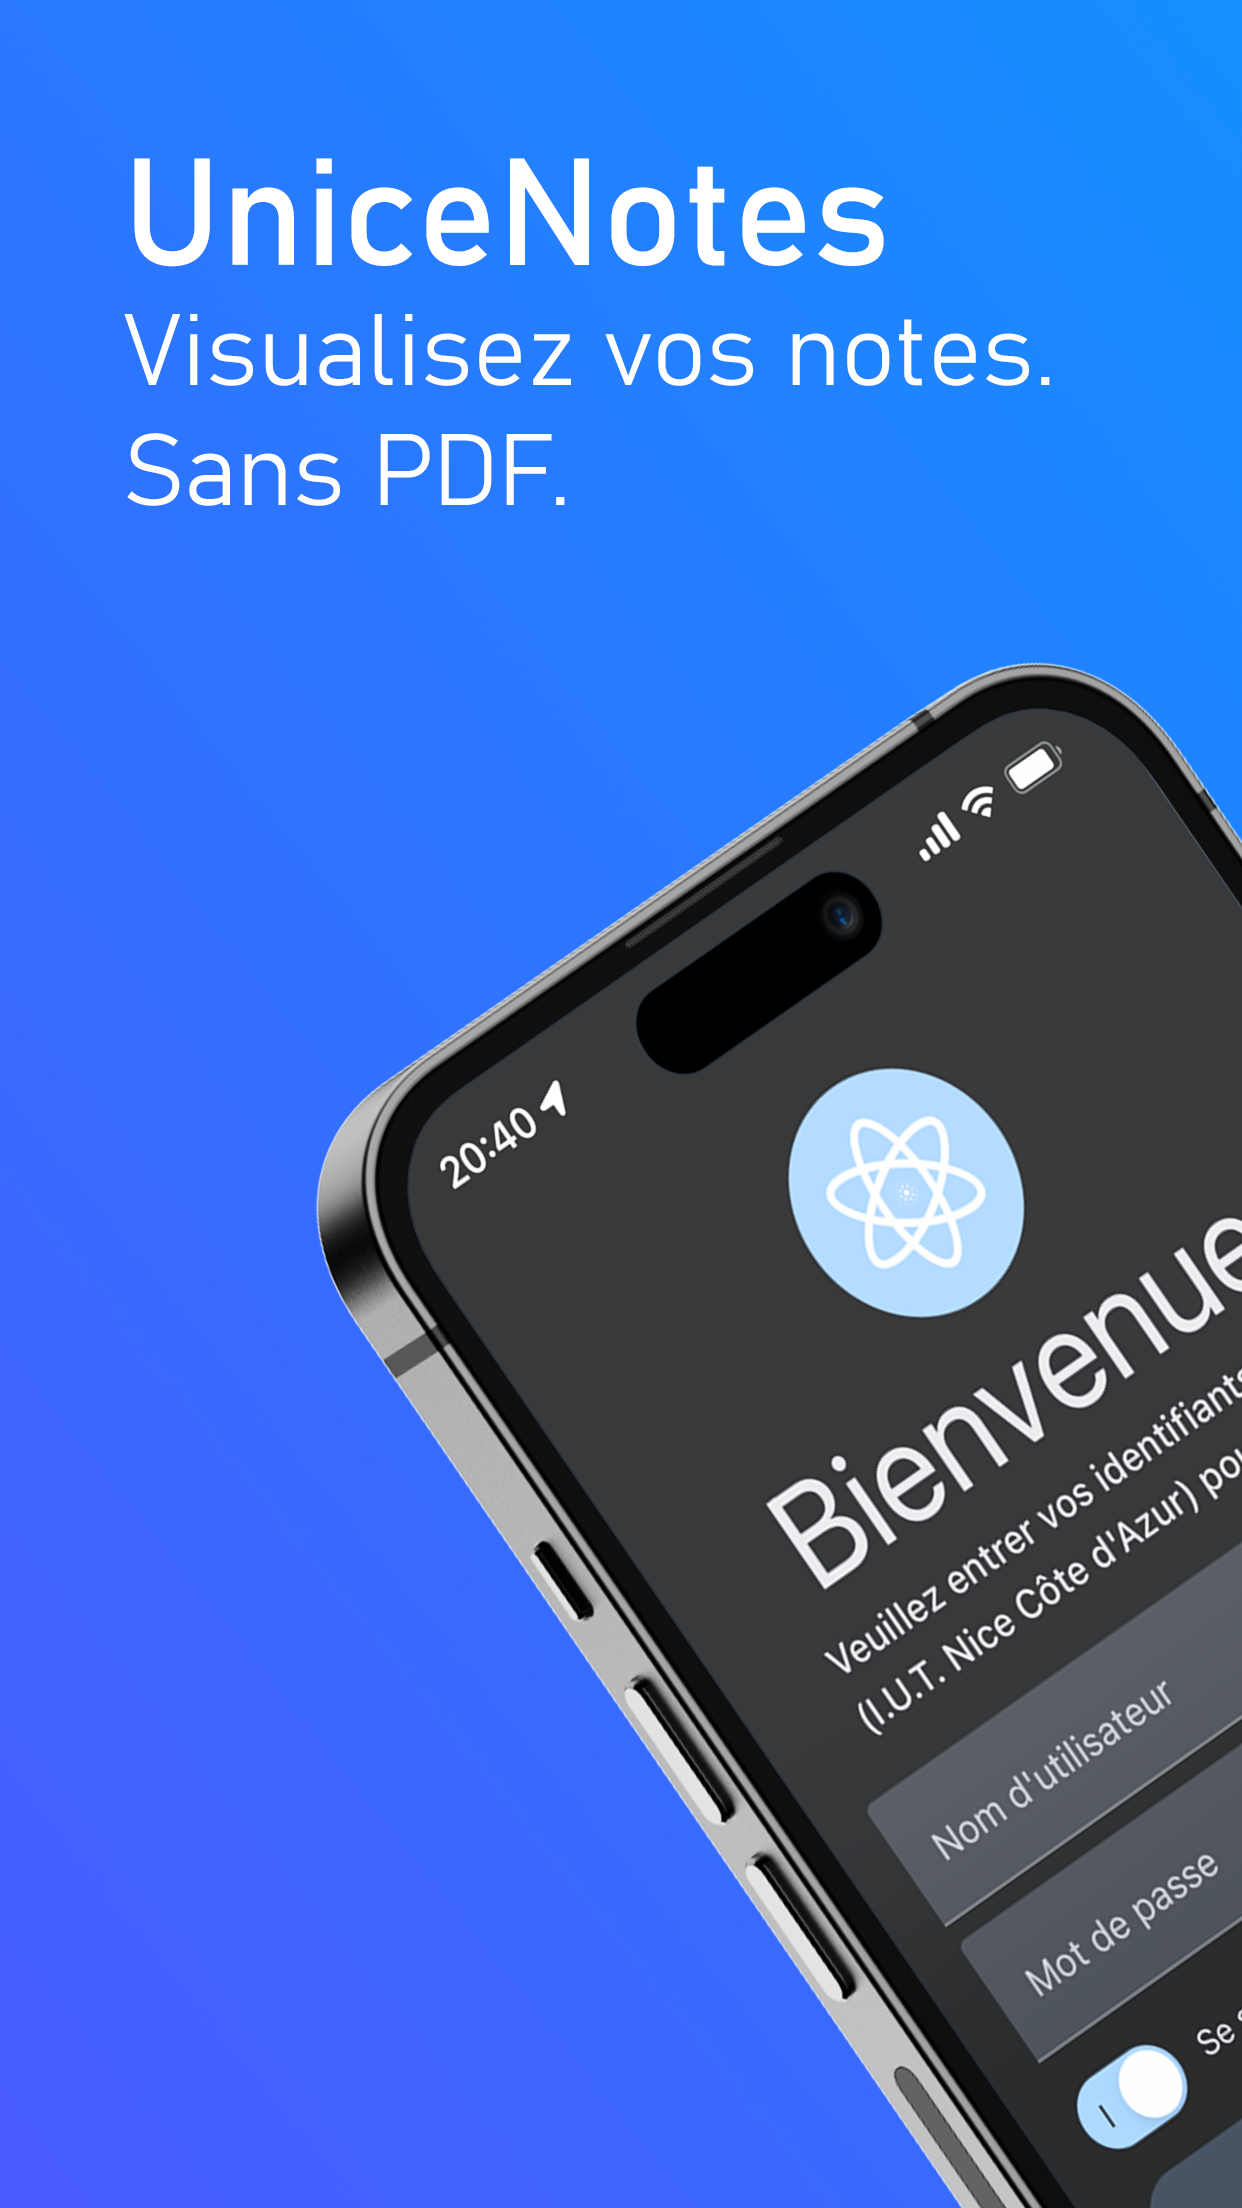 UniceNotes
Visualisez vos notes.
Sans PDF.
20:40
Bienvenue
Veuillez entrer vos identifiants
(I.U.T. Nice Côte d'Azur)
Nom d'utilisateur
Mot de passe
Se